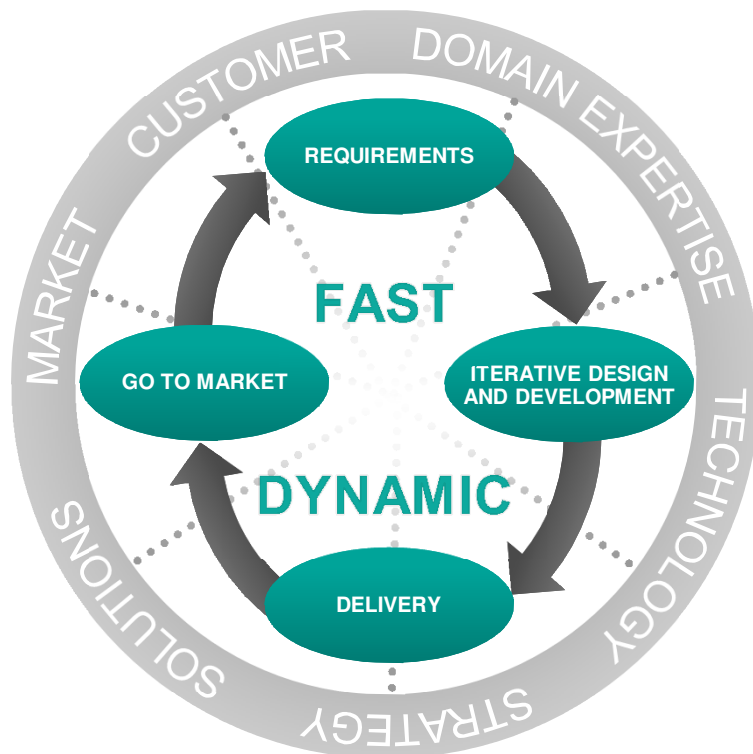 CUSTOMER
DOMAIN EXPERTISE
TECHNOLOGY
STRATEGY
SOLUTIONS
MARKET
REQUIREMENTS
FAST
GO TO MARKET
ITERATIVE DESIGN
AND DEVELOPMENT
DYNAMIC
DELIVERY